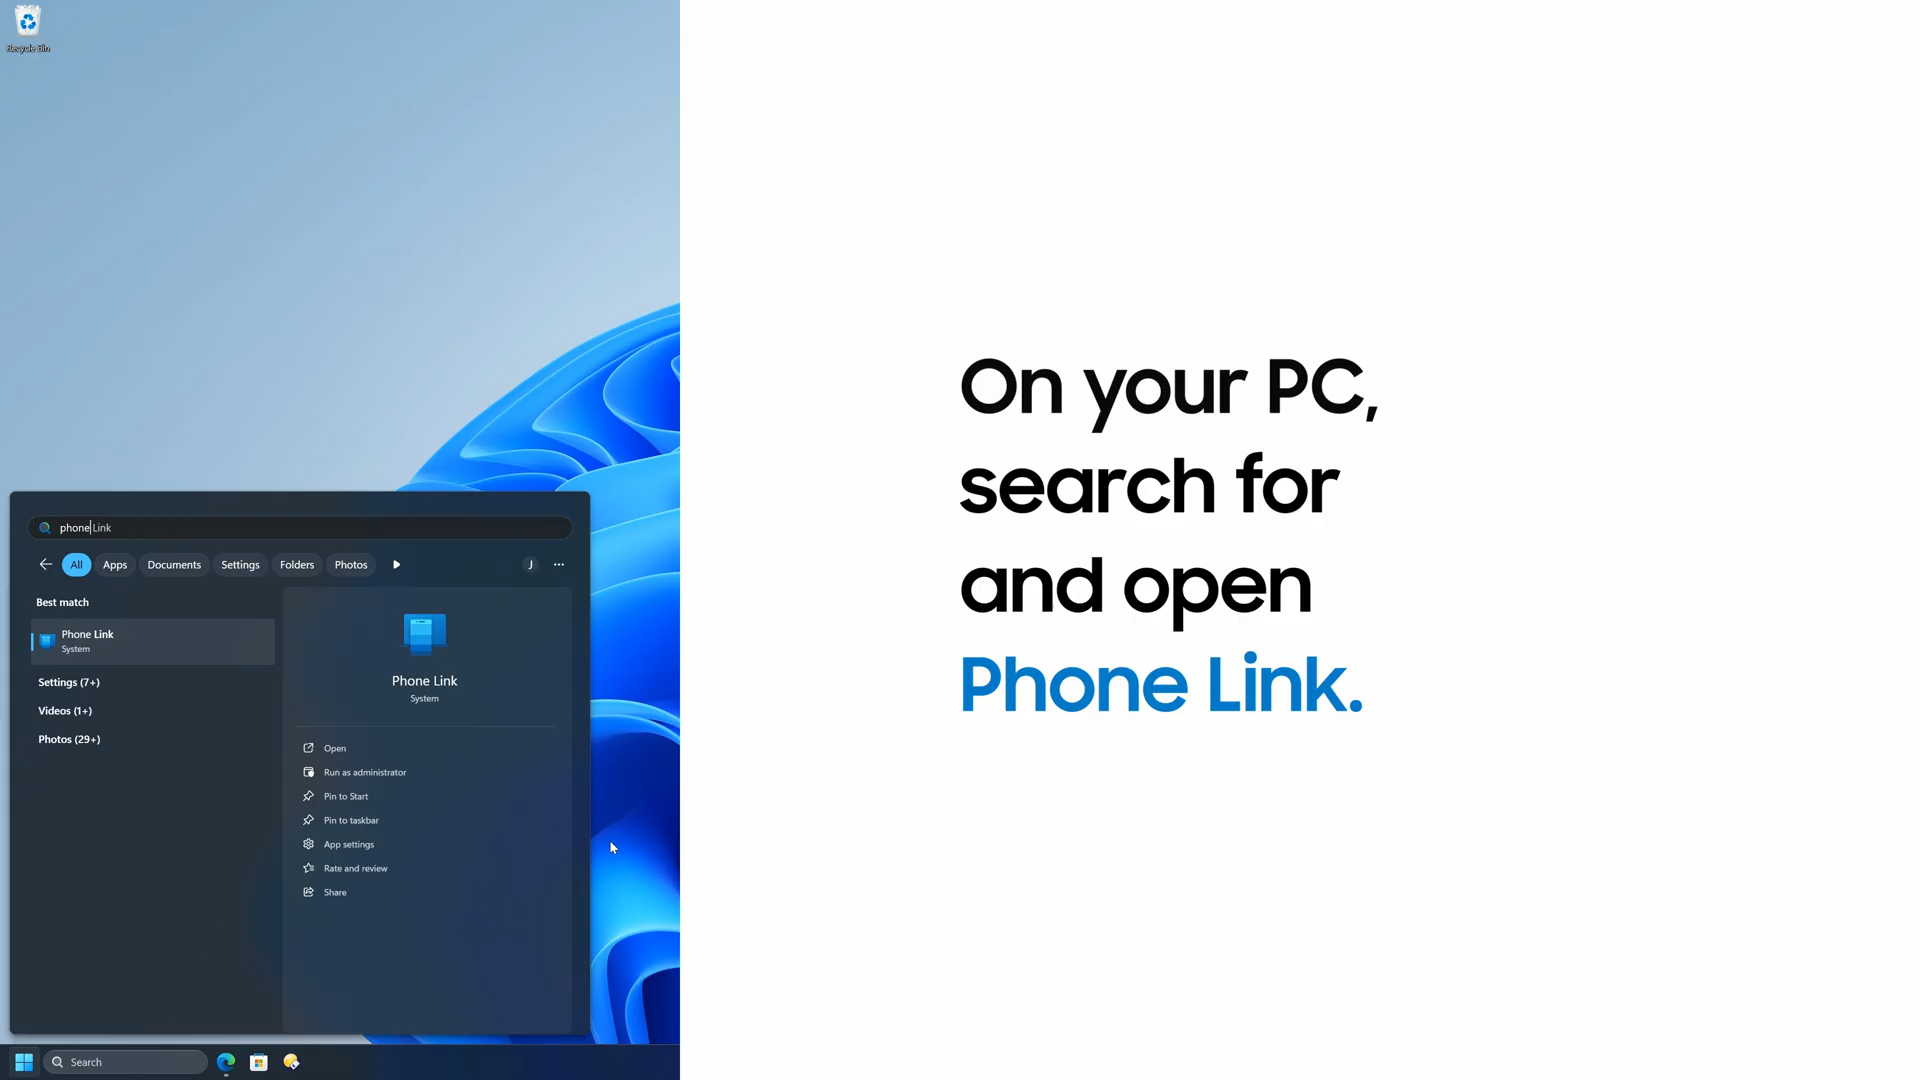 Recycle Bin
phone Link
All Apps Documents Settings Folders Photos J
Best match
Phone Link
System
Settings (7+)
Videos (1+)
Photos (29+)
Phone Link
System
Open
Run as administrator
Pin to Start
Pin to taskbar
App settings
Rate and review
Share
Search
On your PC,
search for
and open
Phone Link.